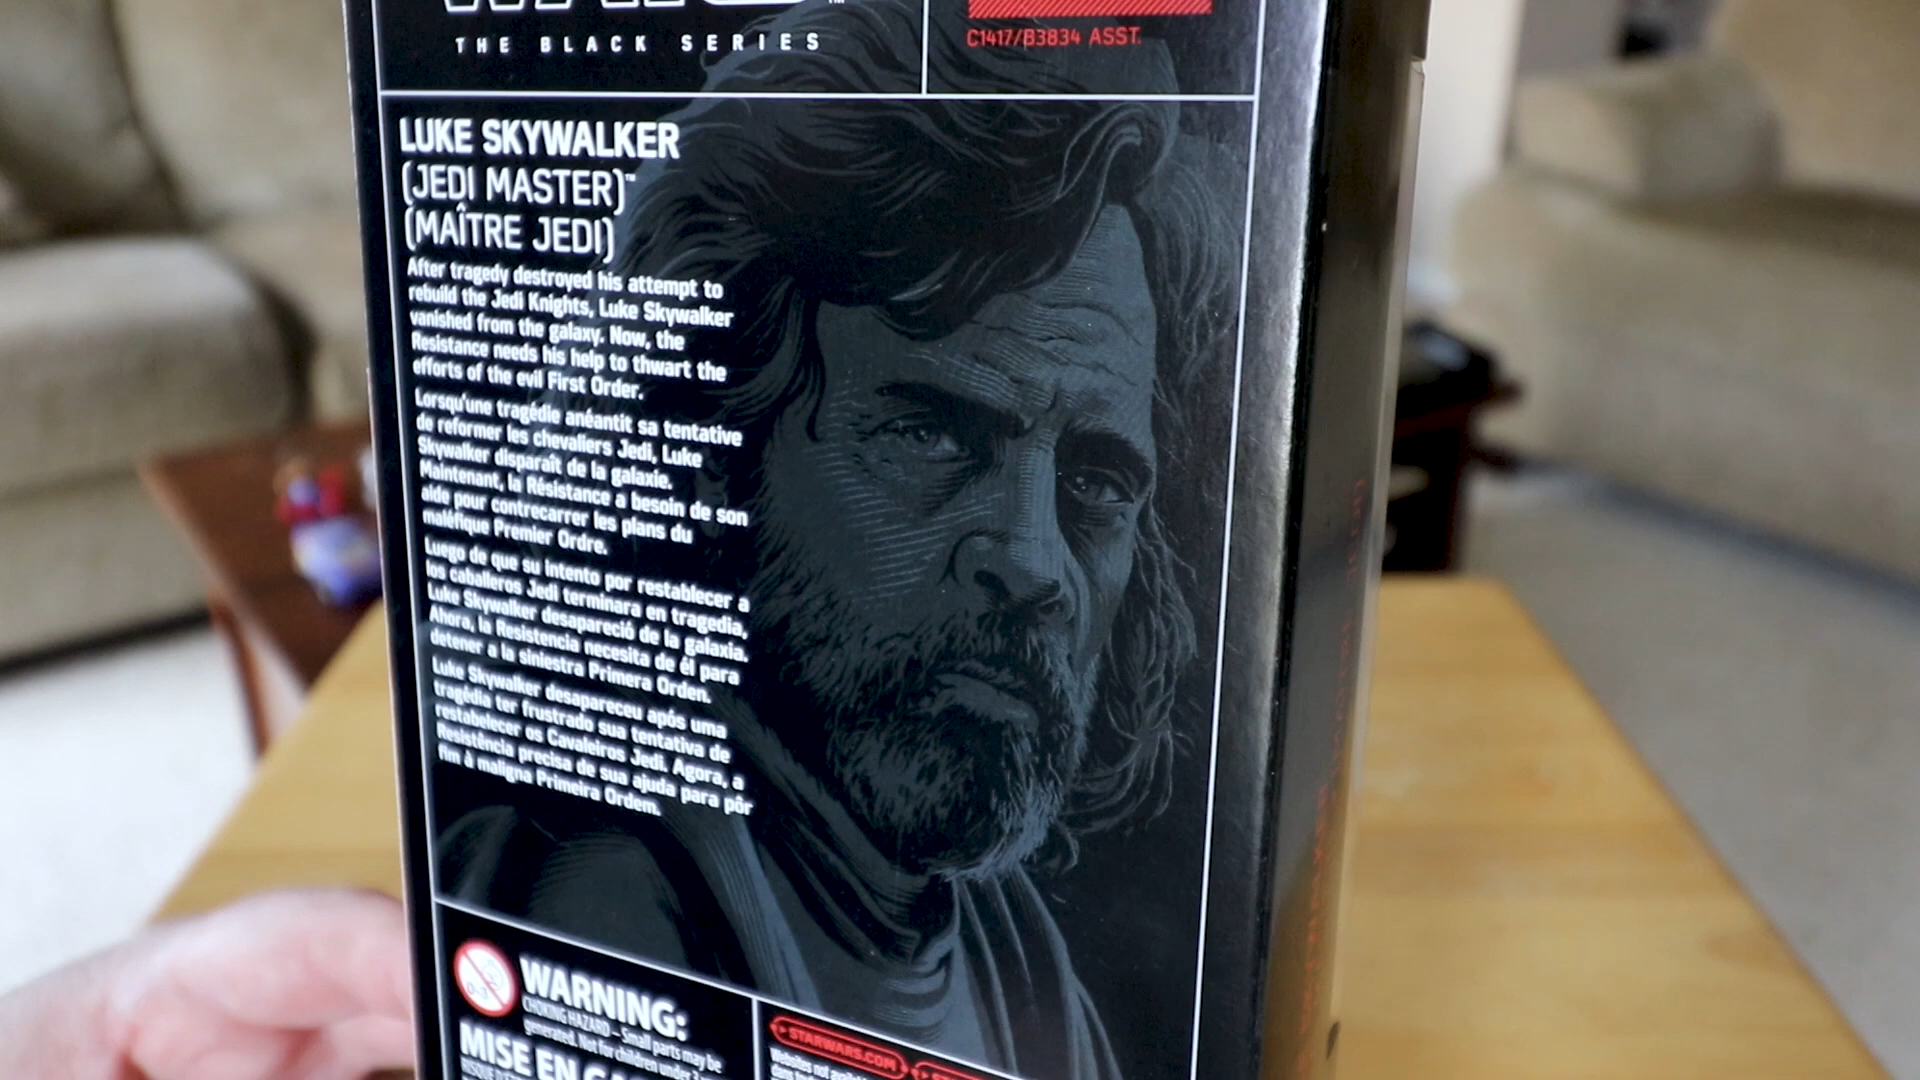 THE BLACK SERIES
C1417/B3834 ASST.
LUKE SKYWALKER
(JEDI MASTER)™
(MAÎTRE JEDI)
After tragedy destroyed his attempt to
rebuild the Jedi Knights, Luke Skywalker
vanished from the galaxy. Now, the
Resistance needs his help to thwart the
efforts of the evil First Order.
Lorsqu'une tragédie anéantit sa tentative
de reformer les chevaliers Jedi, Luke
Skywalker disparaît de la galaxie.
Maintenant, la Résistance a besoin de son
aide pour contrecarrer les plans du
maléfique Premier Ordre.
Luego de que su intento por restablecer a
los caballeros Jedi terminara en tragedia,
Luke Skywalker desapareció de la galaxia.
Ahora, la Resistencia necesita de él para
detener a la siniestra Primera Orden.
Luke Skywalker desapareceu após uma
tragédia ter frustrado sua tentativa de
restabelecer os Cavaleiros Jedi. Agora, a
Resistência precisa de sua ajuda para pôr
fim à maligna Primeira Ordem.
0-3
WARNING:
CHOKING HAZARD – Small parts may be
generated. Not for children under 3
MISE EN
STARWARS.COM
Websites not